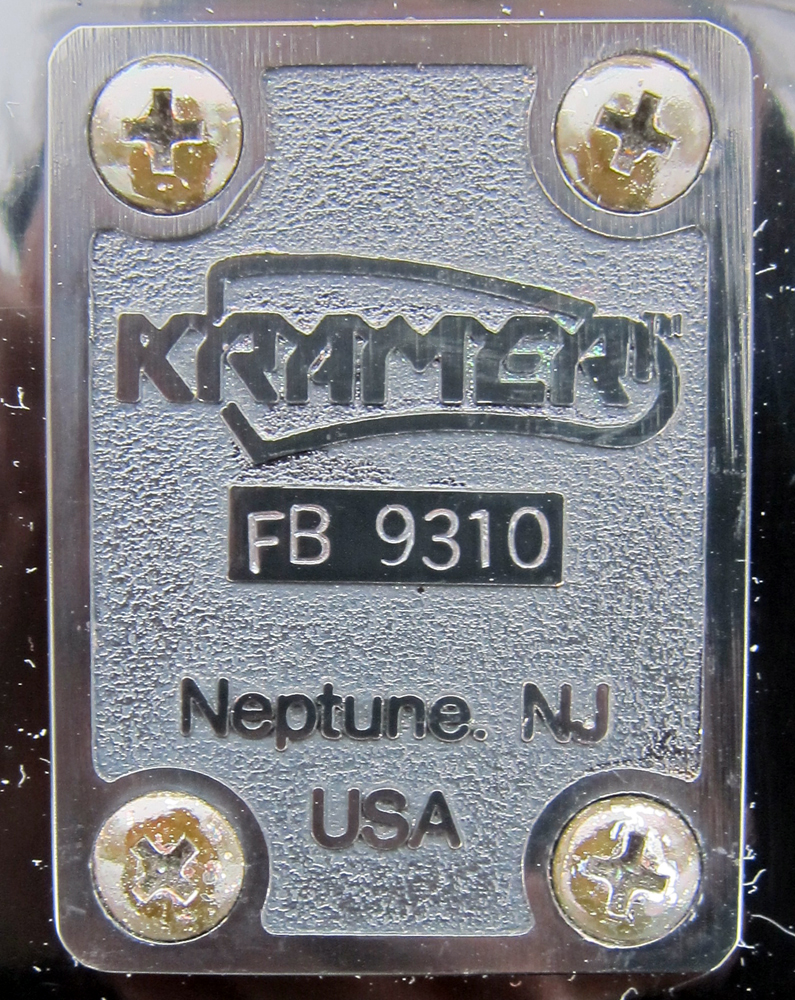 KRAMER™
FB 9310
Neptune. NJ
USA